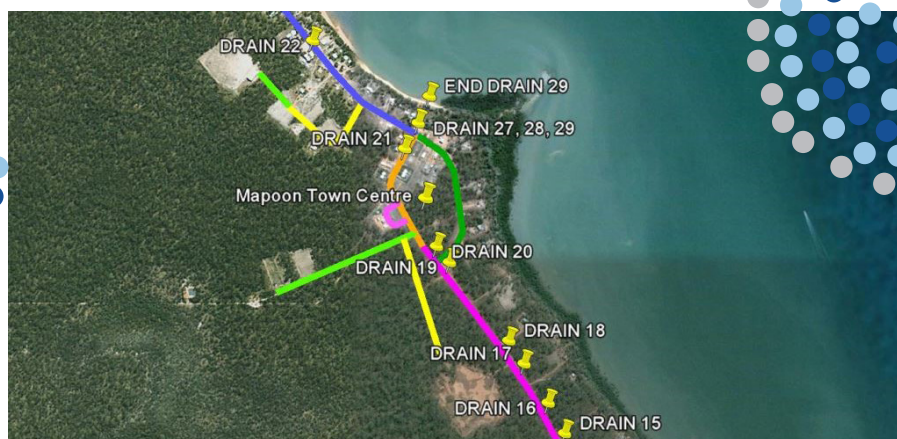 DRAIN 22
END DRAIN 29
DRAIN 27, 28, 29
DRAIN 21
Mapoon Town Centre
DRAIN 20
DRAIN 19
DRAIN 18
DRAIN 17
DRAIN 16
DRAIN 15